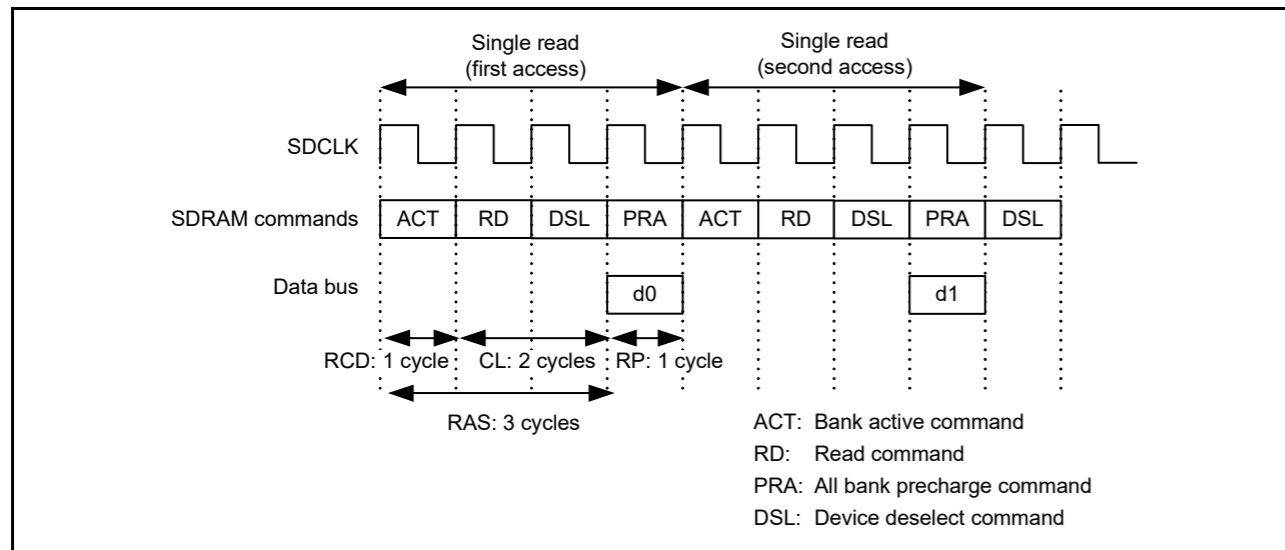 Single read
(first access)
Single read
(second access)
SDCLK
SDRAM commands ACT RD DSL PRA ACT RD DSL PRA DSL
Data bus d0 d1
RCD: 1 cycle CL: 2 cycles RP: 1 cycle
RAS: 3 cycles
ACT: Bank active command
RD: Read command
PRA: All bank precharge command
DSL: Device deselect command